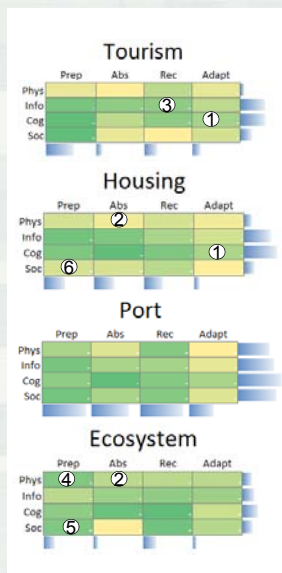 Tourism
Prep Abs Rec Adapt
Phys
Info ③
Cog ①
Soc
Housing
Prep Abs Rec Adapt
Phys ②
Info
Cog ①
Soc ⑥
Port
Prep Abs Rec Adapt
Phys
Info
Cog
Soc
Ecosystem
Prep Abs Rec Adapt
Phys ④ ②
Info
Cog
Soc ⑤